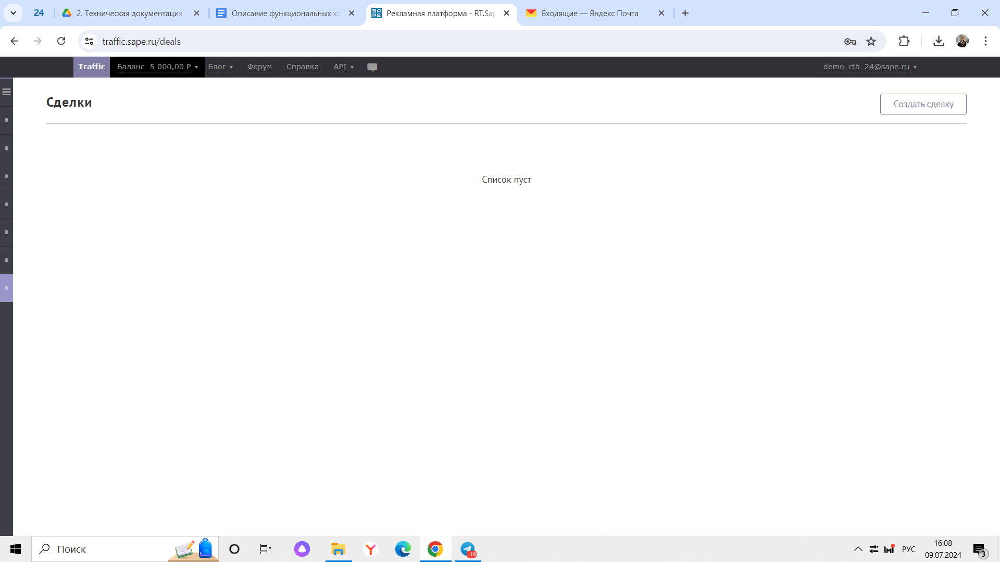 24
2. Техническая документация
Описание функциональных ха
Рекламная платформа - RT.Sap
Входящие — Яндекс Почта
traffic.sape.ru/deals
Traffic
Баланс 5 000,00 ₽
Блог
Форум
Справка
API
demo_rtb_24@sape.ru
Сделки
Создать сделку
Список пуст
Поиск
..18
РУС
16:08
09.07.2024
3